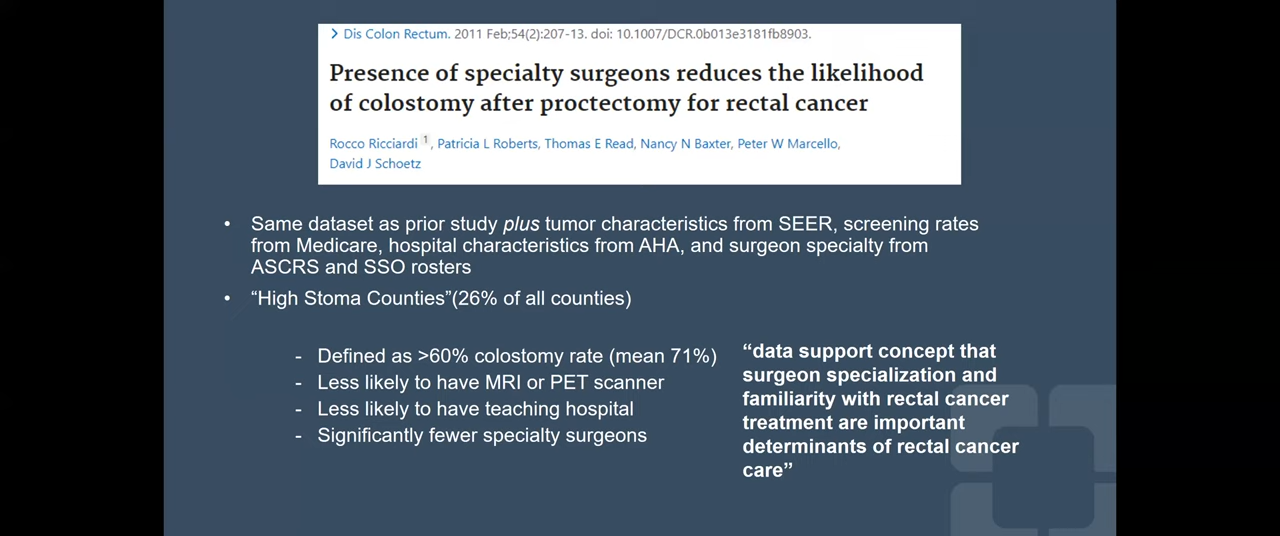 > Dis Colon Rectum. 2011 Feb;54(2):207-13. doi: 10.1007/DCR.0b013e3181fb8903.
Presence of specialty surgeons reduces the likelihood
of colostomy after proctectomy for rectal cancer
Rocco Ricciardi 1, Patricia L Roberts, Thomas E Read, Nancy N Baxter, Peter W Marcello,
David J Schoetz
• Same dataset as prior study plus tumor characteristics from SEER, screening rates
from Medicare, hospital characteristics from AHA, and surgeon specialty from
ASCRS and SSO rosters
• “High Stoma Counties”(26% of all counties)
- Defined as >60% colostomy rate (mean 71%)
- Less likely to have MRI or PET scanner
- Less likely to have teaching hospital
- Significantly fewer specialty surgeons
“data support concept that
surgeon specialization and
familiarity with rectal cancer
treatment are important
determinants of rectal cancer
care”